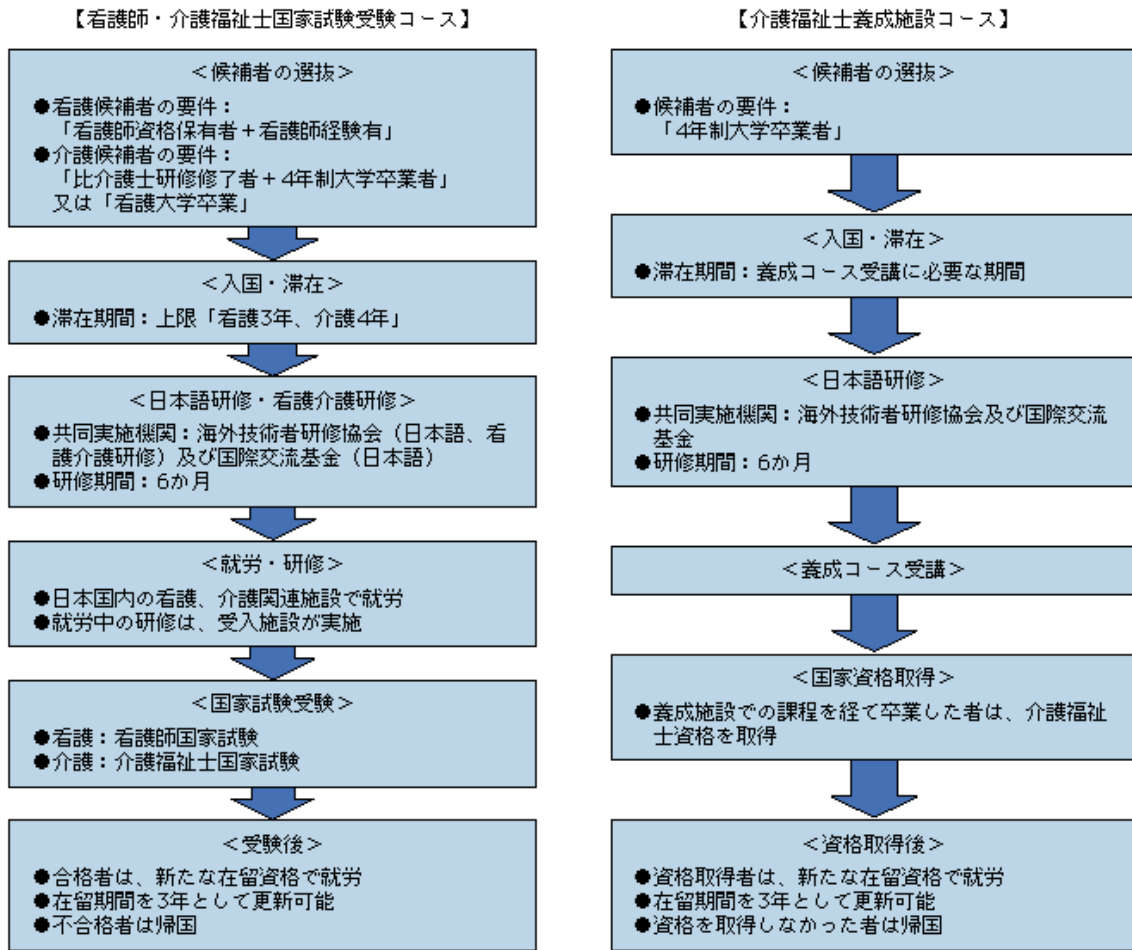 【看護師・介護福祉士国家試験受験コース】
＜候補者の選抜＞
●看護候補者の要件：
「看護師資格保有者＋看護師経験有」
●介護候補者の要件：
「比介護士研修修了者＋4年制大学卒業者」
又は「看護大学卒業」
＜入国・滞在＞
●滞在期間：上限「看護3年、介護4年」
＜日本語研修・看護介護研修＞
●共同実施機関：海外技術者研修協会（日本語、看
護介護研修）及び国際交流基金（日本語）
●研修期間：6か月
＜就労・研修＞
●日本国内の看護、介護関連施設で就労
●就労中の研修は、受入施設が実施
＜国家試験受験＞
●看護：看護師国家試験
●介護：介護福祉士国家試験
＜受験後＞
●合格者は、新たな在留資格で就労
●在留期間を3年として更新可能
●不合格者は帰国
【介護福祉士養成施設コース】
＜候補者の選抜＞
●候補者の要件：
「4年制大学卒業者」
＜入国・滞在＞
●滞在期間：養成コース受講に必要な期間
＜日本語研修＞
●共同実施機関：海外技術者研修協会及び国際交流
基金
●研修期間：6か月
＜養成コース受講＞
＜国家資格取得＞
●養成施設での課程を経て卒業した者は、介護福祉
士資格を取得
＜資格取得後＞
●資格取得者は、新たな在留資格で就労
●在留期間を3年として更新可能
●資格を取得しなかった者は帰国